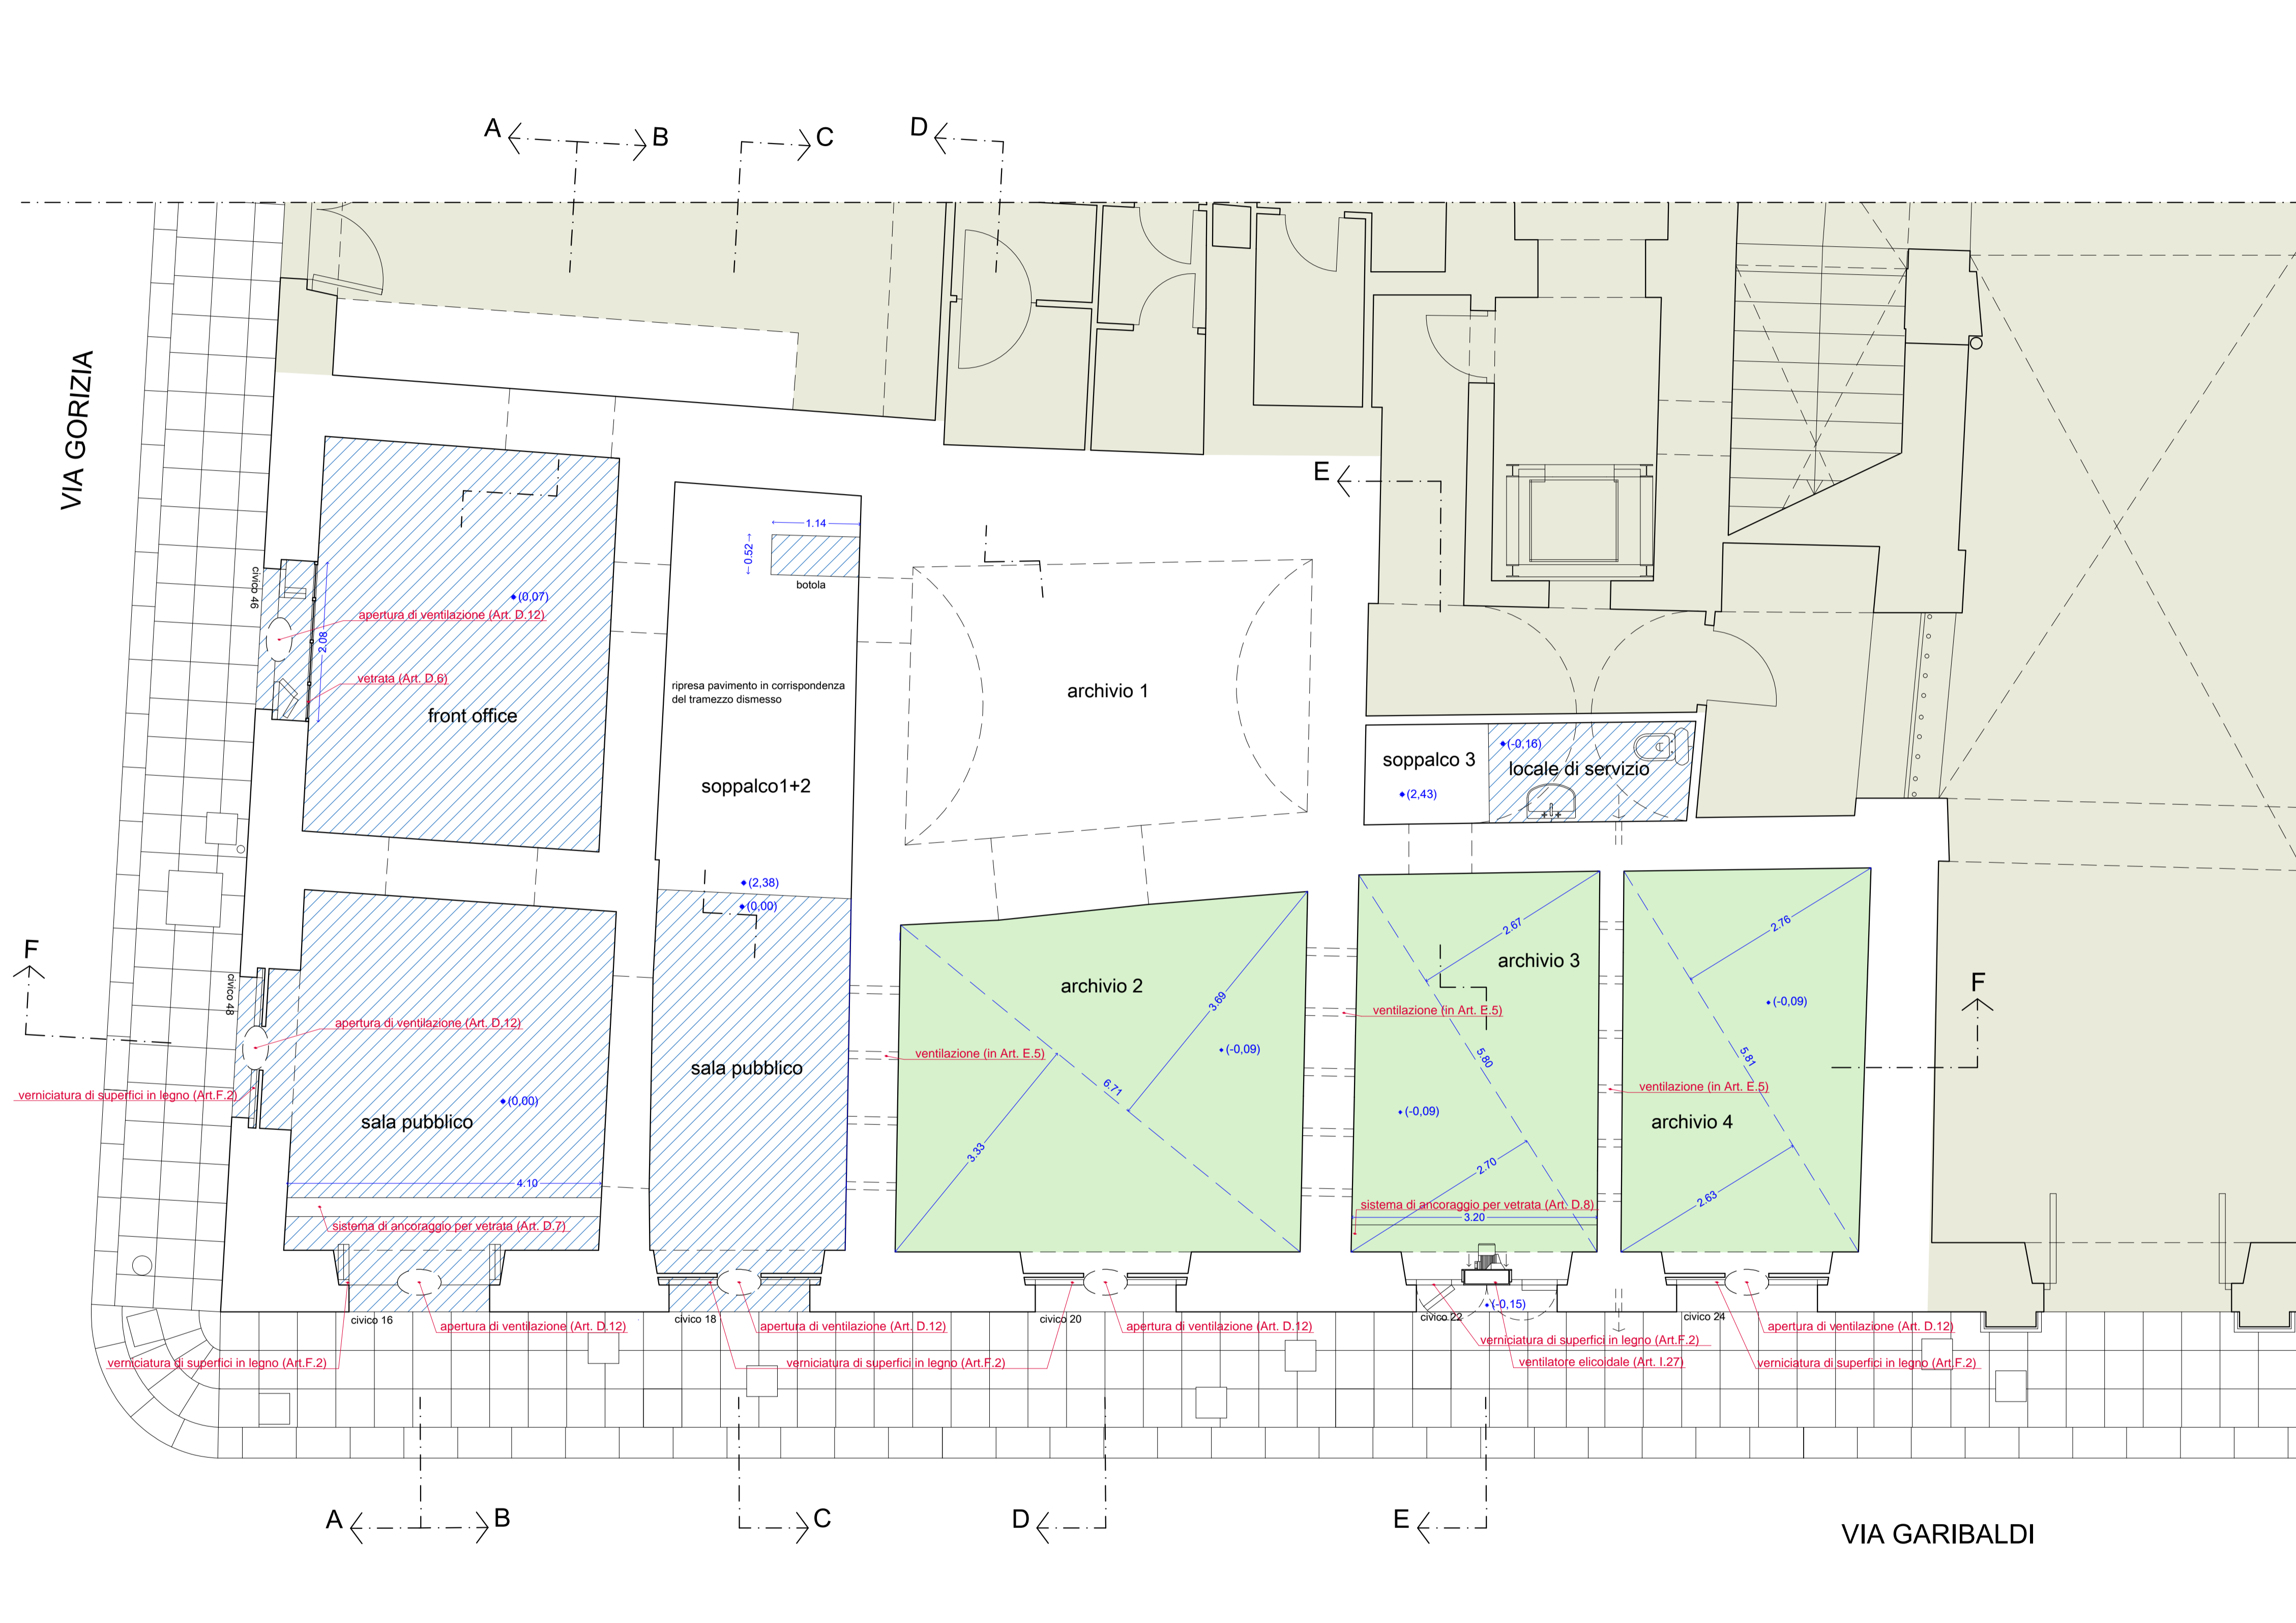 A
B
C
D
VIA GORIZIA
E
1.14
0.52
botola
civico 46
(0,07)
apertura di ventilazione (Art. D.12)
2.08
vetrata (Art. D.6)
front office
ripresa pavimento in corrispondenza
del tramezzo dismesso
archivio 1
soppalco1+2
soppalco 3
(2,43)
(-0,16)
locale di servizio
(2,38)
(0,00)
F
civico 48
apertura di ventilazione (Art. D.12)
verniciatura di superfici in legno (Art.F.2)
(0,00)
sala pubblico
4.10
sistema di ancoraggio per vetrata (Art. D.7)
sala pubblico
ventilazione (in Art. E.5)
archivio 2
3.69
(-0,09)
6.71
3.33
2.67
archivio 3
ventilazione (in Art. E.5)
5.80
(-0,09)
2.70
sistema di ancoraggio per vetrata (Art. D.8)
3.20
2.76
(-0,09)
5.81
ventilazione (in Art. E.5)
archivio 4
2.63
F
(-0,15)
civico 16
apertura di ventilazione (Art. D.12)
civico 18
apertura di ventilazione (Art. D.12)
civico 20
apertura di ventilazione (Art. D.12)
civico 22
verniciatura di superfici in legno (Art.F.2)
civico 24
apertura di ventilazione (Art. D.12)
verniciatura di superfici in legno (Art.F.2)
verniciatura di superfici in legno (Art.F.2)
ventilatore elicoidale (Art. I.27)
verniciatura di superfici in legno (Art.F.2)
A
B
C
D
E
VIA GARIBALDI